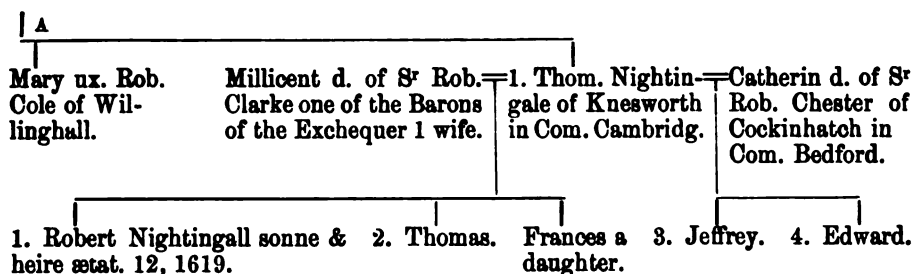 A
Mary ux. Rob.
Cole of Wil-
linghall.
Millicent d. of Sr Rob.
Clarke one of the Barons
of the Exchequer 1 wife.
1. Thom. Nightin-
gale of Knesworth
in Com. Cambridg.
Catherin d. of Sr
Rob. Chester of
Cockinhatch in
Com. Bedford.
1. Robert Nightingall sonne &
heire ætat. 12, 1619.
2. Thomas.
Frances a
daughter.
3. Jeffrey.
4. Edward.